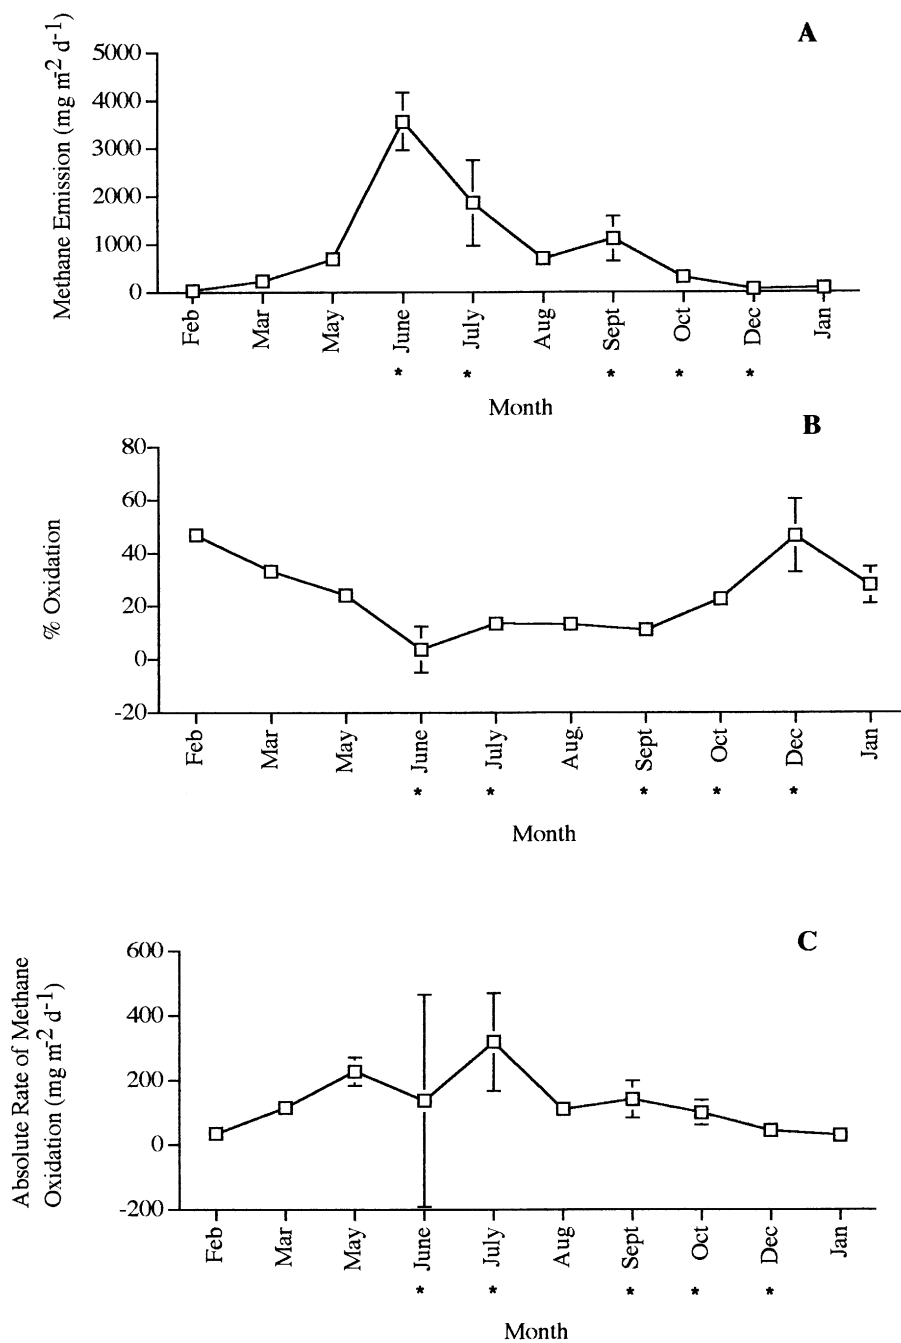 A
Methane Emission (mg m-2 d-1)
5000
4000
3000
2000
1000
0
Feb Mar May June July Aug Sept Oct Dec Jan
* * * * *
Month
B
% Oxidation
80
60
40
20
0
-20
Feb Mar May June July Aug Sept Oct Dec Jan
* * * * *
Month
C
Absolute Rate of Methane
Oxidation (mg m-2 d-1)
600
400
200
0
-200
Feb Mar May June July Aug Sept Oct Dec Jan
* * * * *
Month